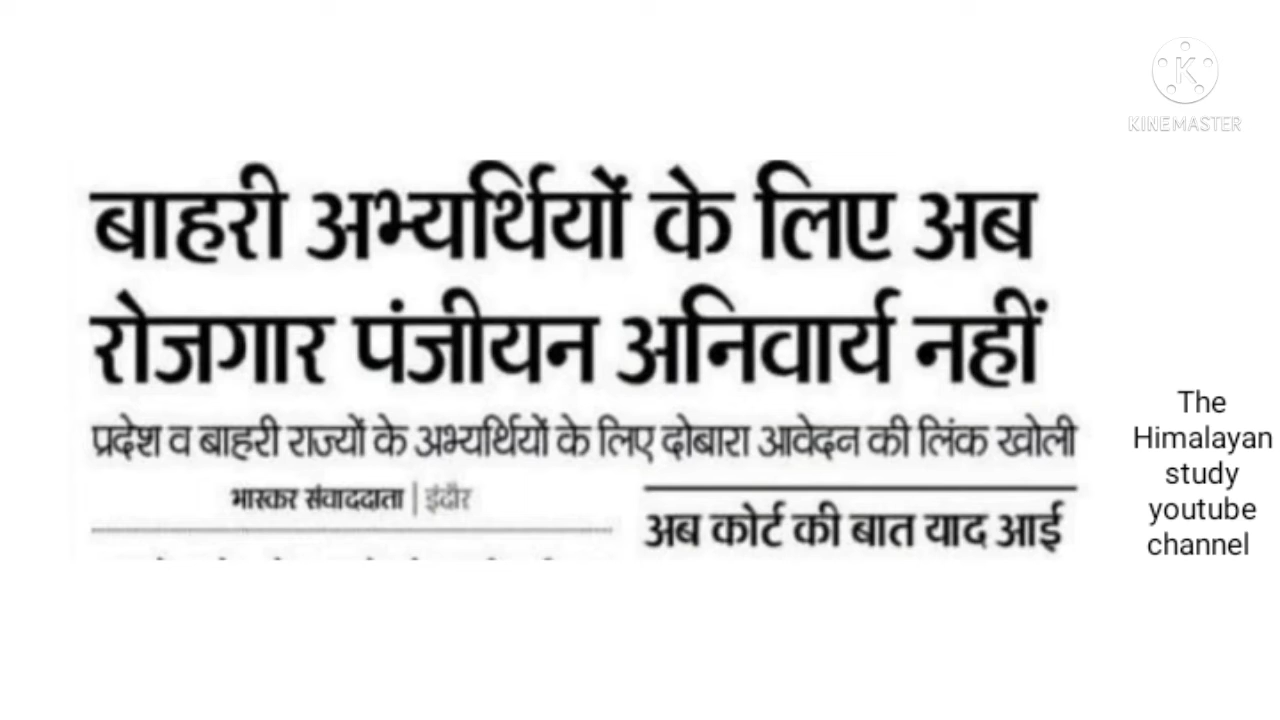 KINEMASTER
बाहरी अभ्यर्थियों के लिए अब
रोजगार पंजीयन अनिवार्य नहीं
प्रदेश व बाहरी राज्यों के अभ्यर्थियों के लिए दोबारा आवेदन की लिंक खोली
भास्कर संवाददाता | इंदौर
अब कोर्ट की बात याद आई
The
Himalayan
study
youtube
channel